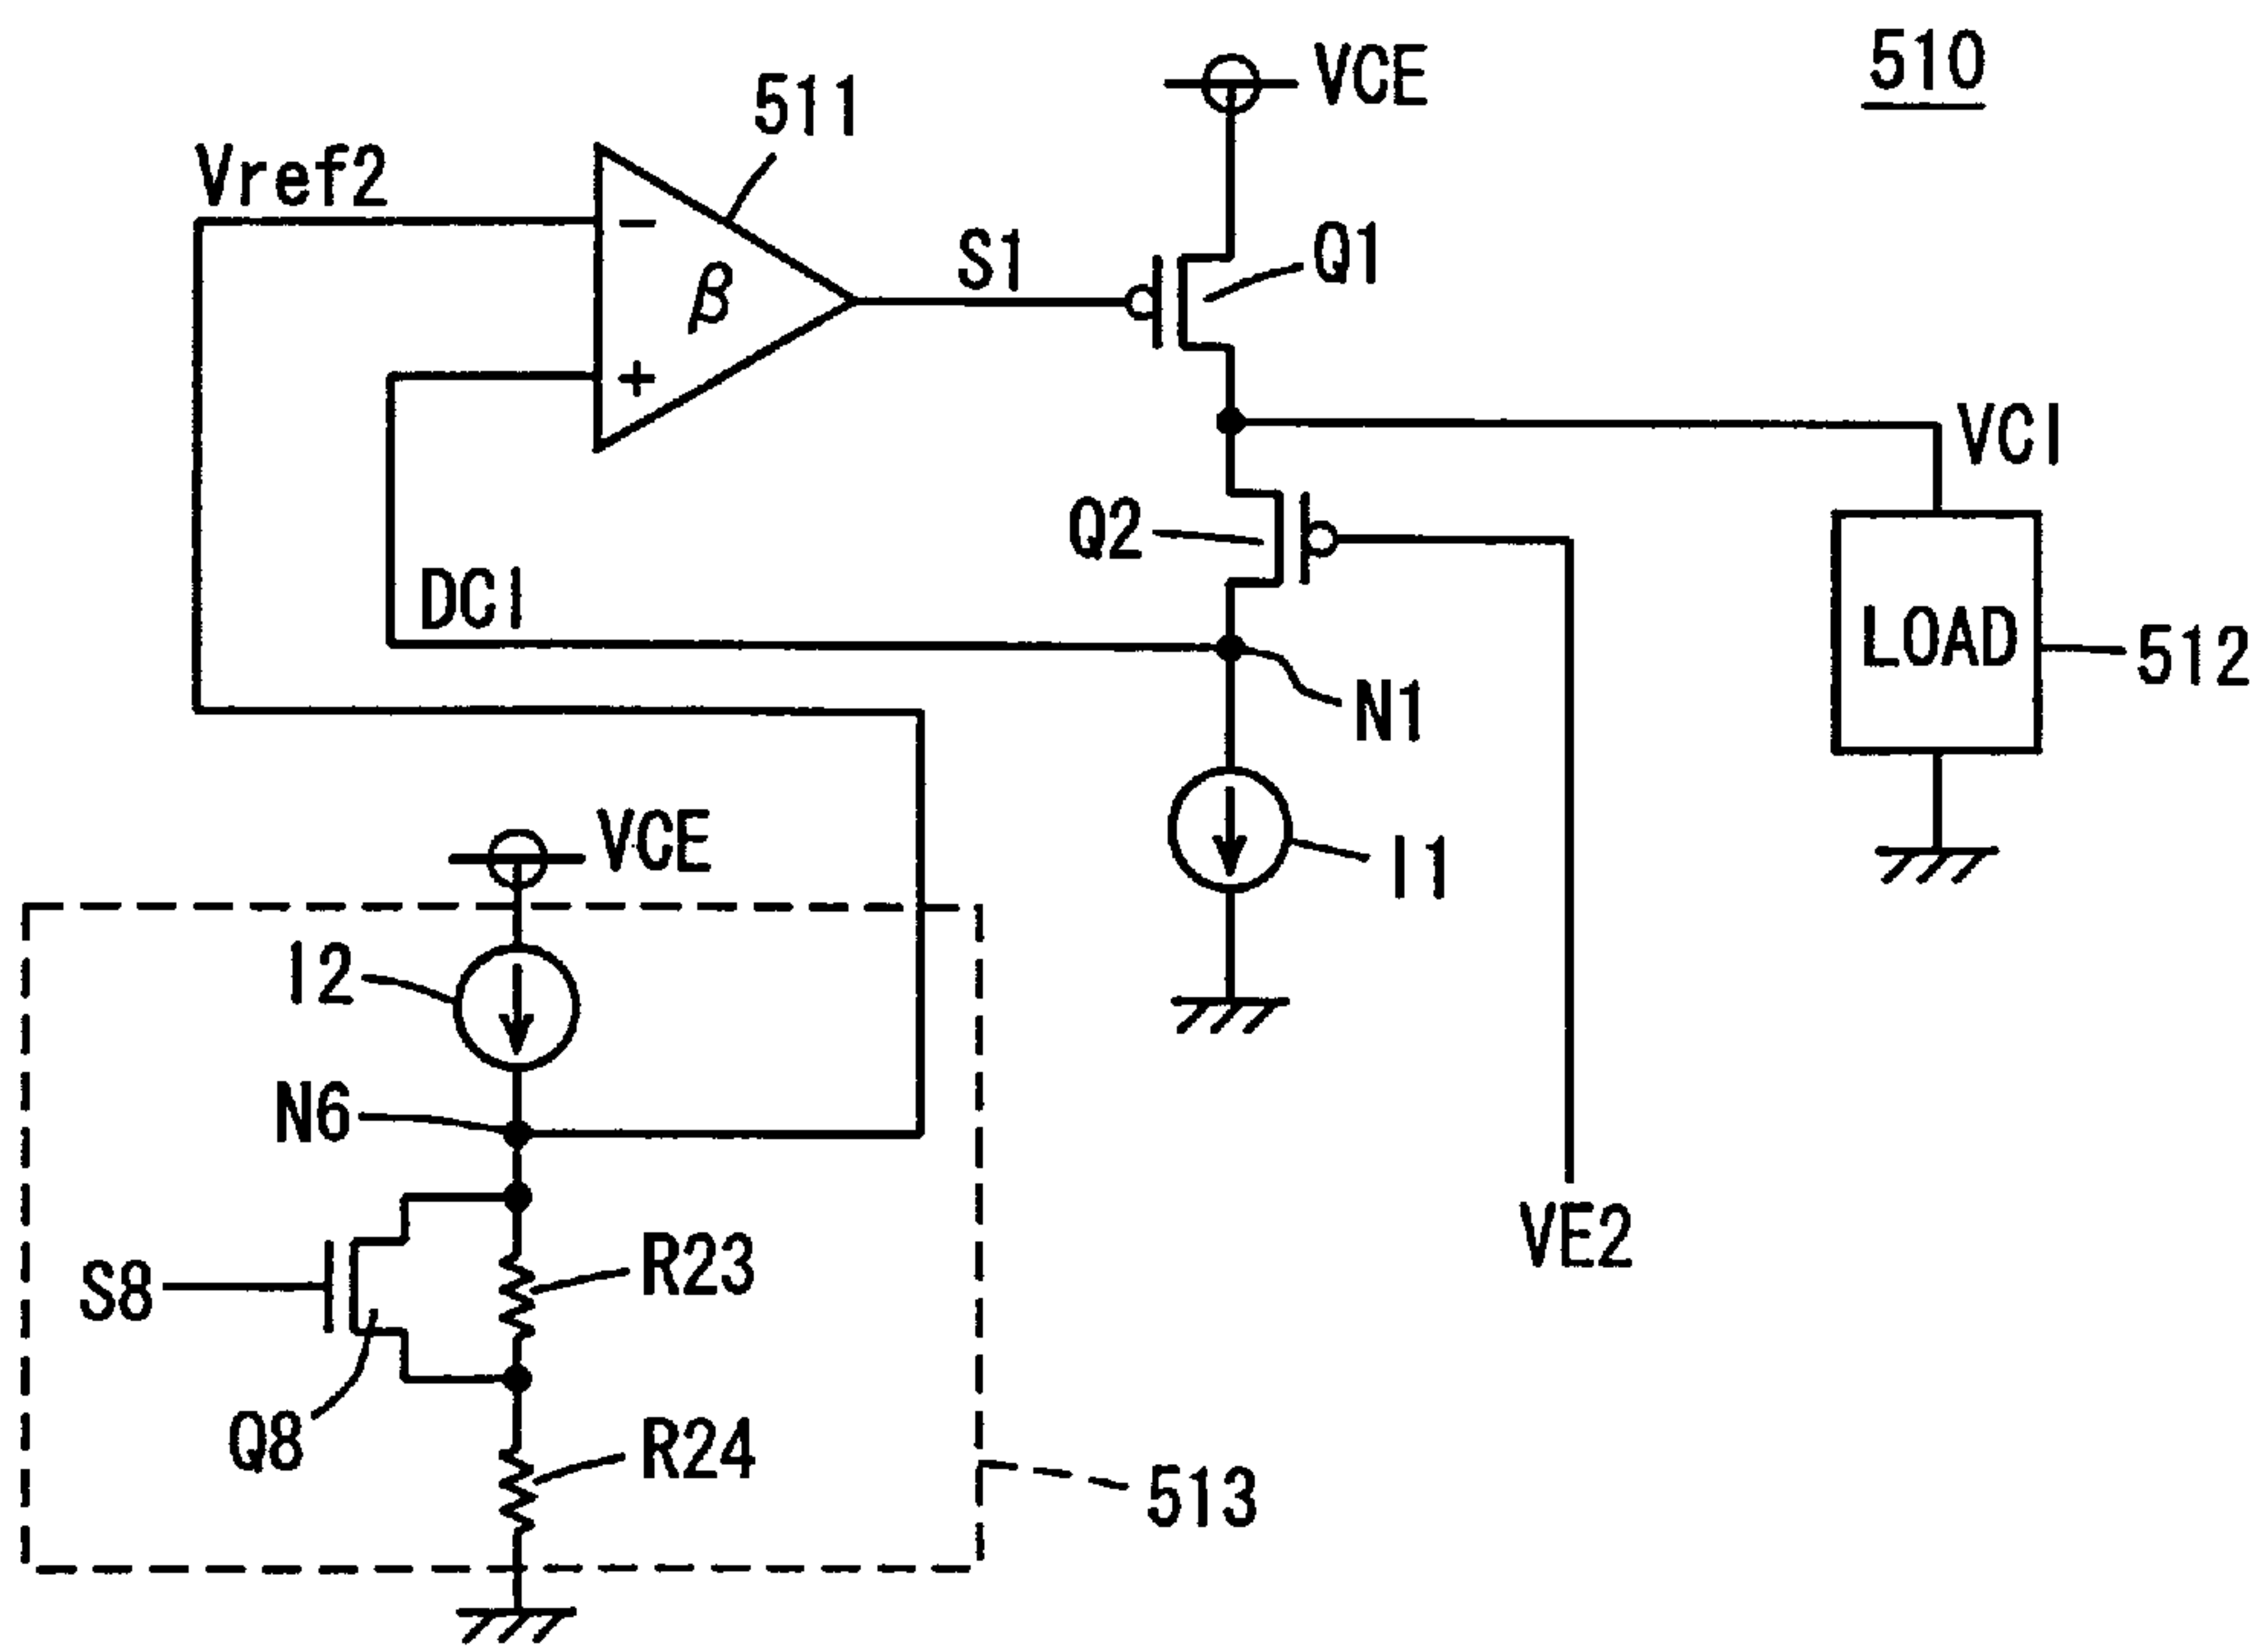 510
VCE
511
Vref2
-
β
+
S1
Q1
VCI
Q2
DCI
LOAD
512
N1
I1
VCE
I2
N6
VE2
R23
S8
Q8
R24
513